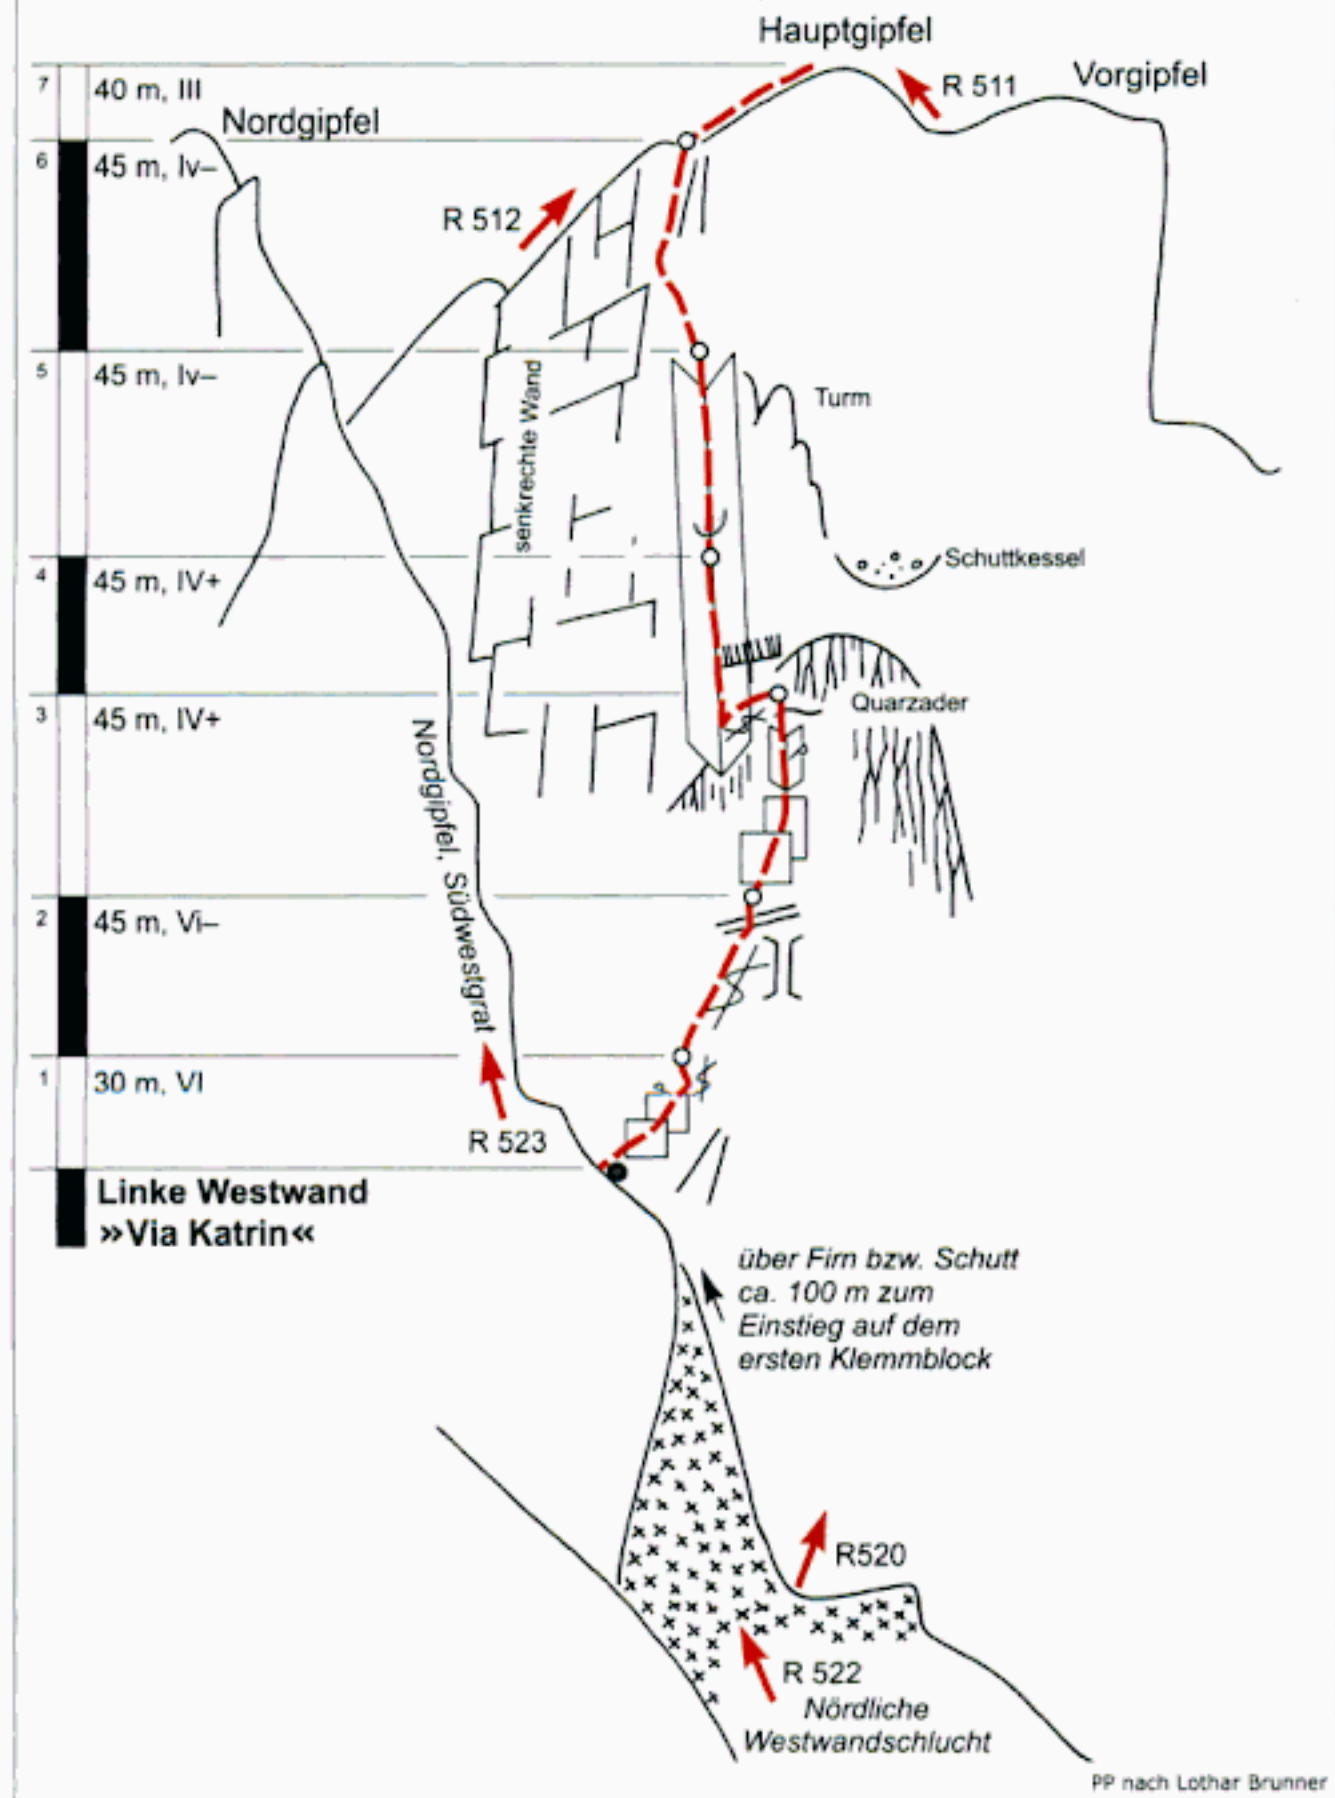 Hauptgipfel
7
40 m, III
R 511
Vorgipfel
Nordgipfel
6
45 m, Iv–
R 512
5
45 m, Iv–
senkrechte Wand
Turm
4
45 m, IV+
Schuttkessel
3
45 m, IV+
Quarzader
Nordgipfel, Südwestgrat
2
45 m, Vi–
1
30 m, VI
R 523
Linke Westwand
»Via Katrin«
über Firn bzw. Schutt
ca. 100 m zum
Einstieg auf dem
ersten Klemmblock
R520
R 522
Nördliche
Westwandschlucht
PP nach Lothar Brunner